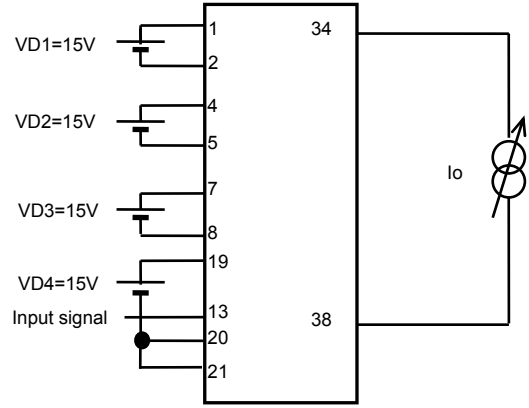 1
34
VD1=15V
2
4
VD2=15V
5
7
Io
VD3=15V
8
19
VD4=15V
Input signal
13
38
20
21